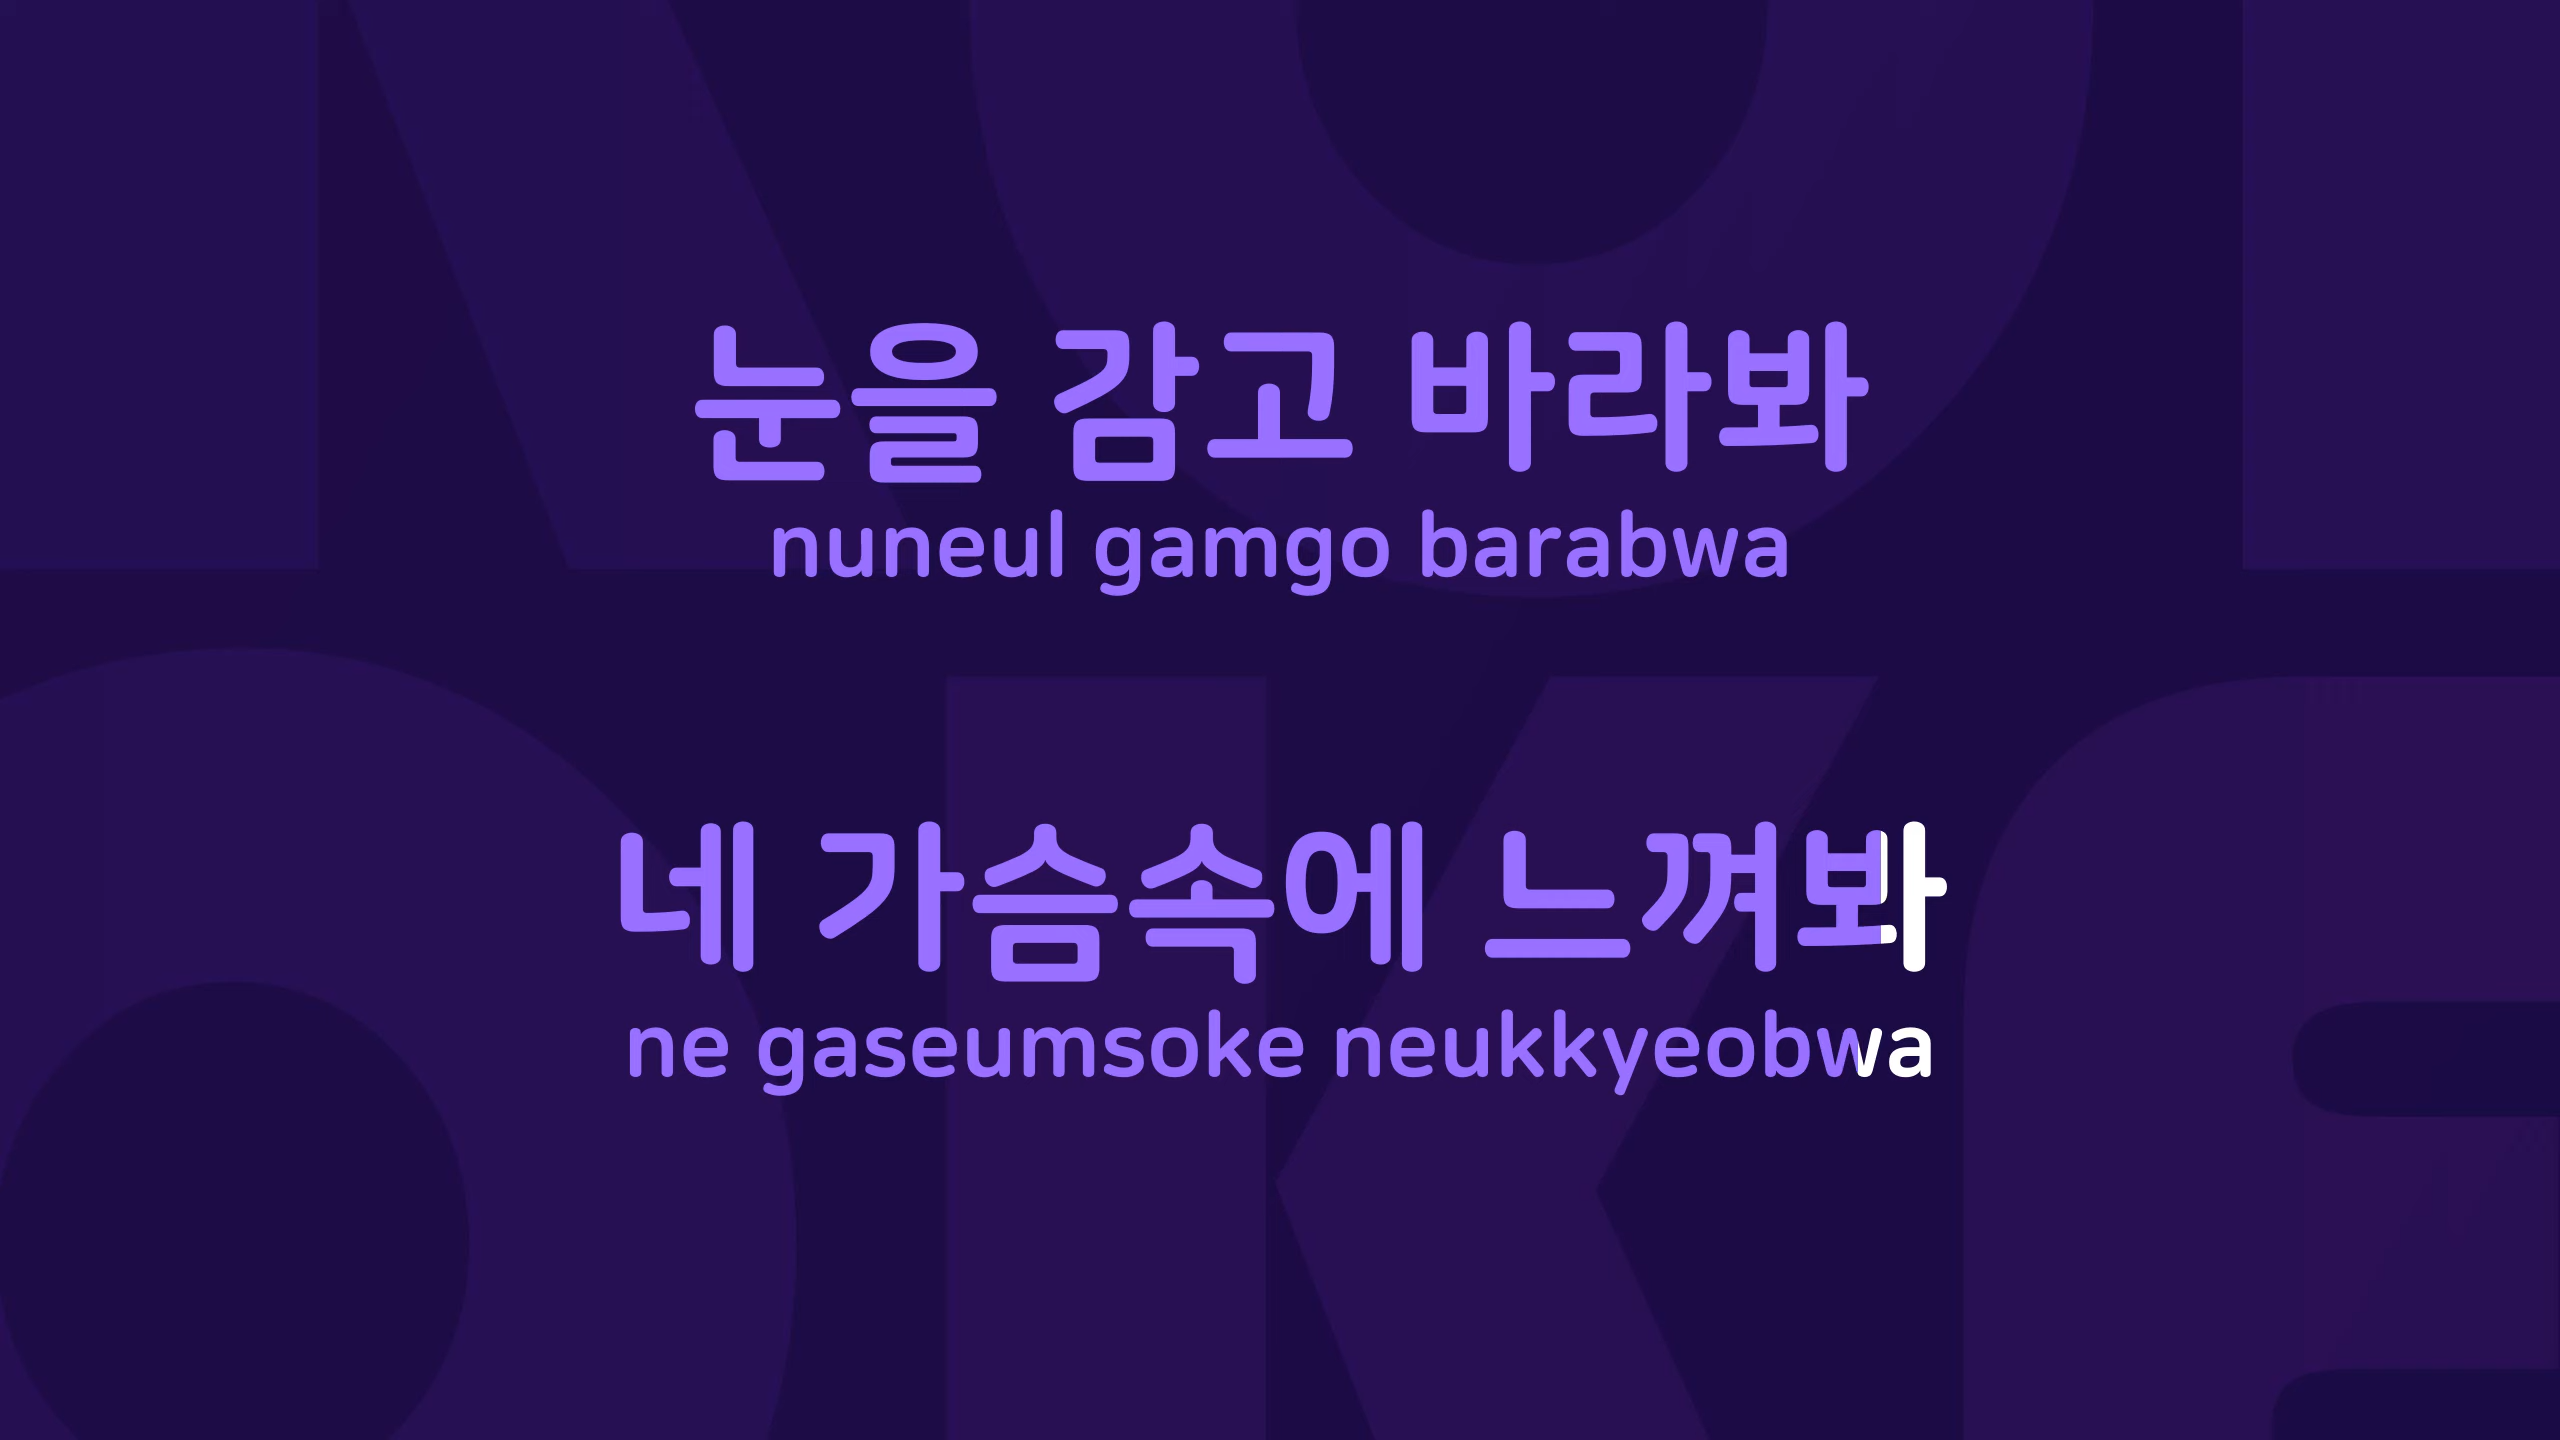 눈을 감고 바라봐
nuneul gamgo barabwa
네 가슴속에 느껴봐
ne gaseumsoke neukkyeobwa